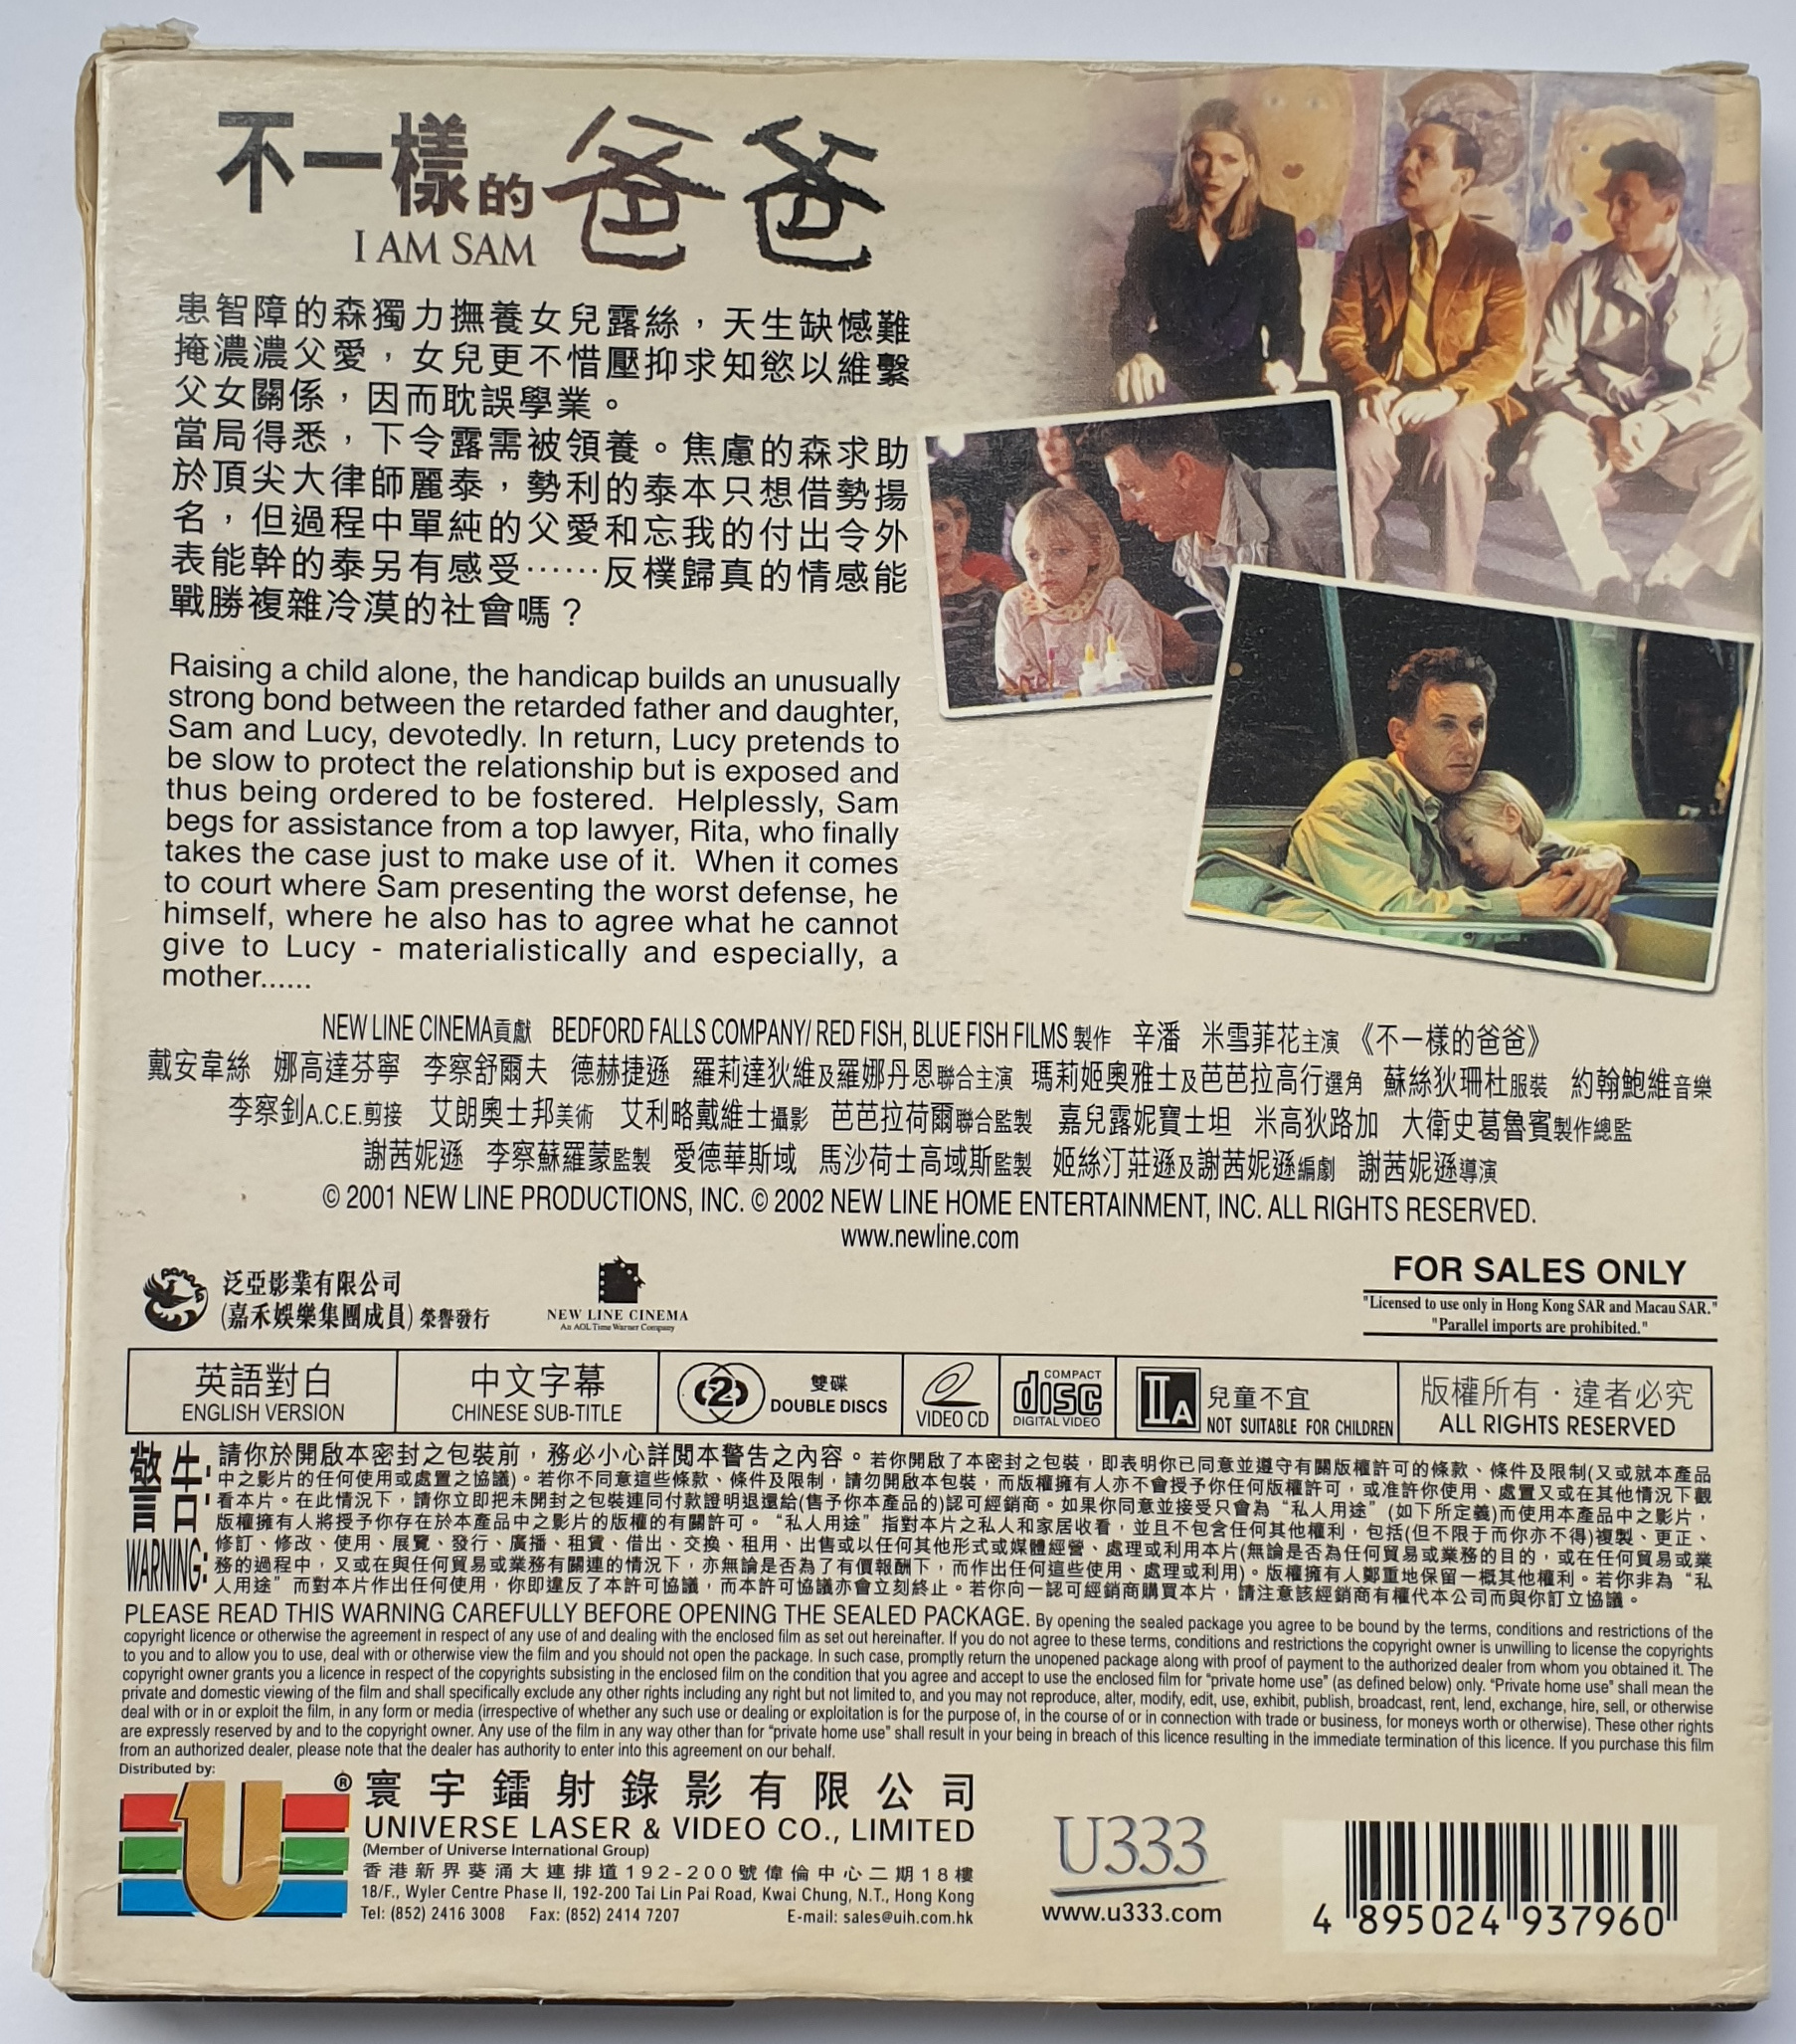 不一樣的爸爸
I AM SAM
患智障的森獨力撫養女兒露絲，天生缺憾難
掩濃濃父愛，女兒更不惜壓抑求知慾以維繫
父女關係，因而耽誤學業。
當局得悉，下令露需被領養。焦慮的森求助
於頂尖大律師麗泰，勢利的泰本只想借勢揚
名，但過程中單純的父愛和忘我的付出令外
表能幹的泰另有感受……反樸歸真的情感能
戰勝複雜冷漠的社會嗎？
Raising a child alone, the handicap builds an unusually
strong bond between the retarded father and daughter,
Sam and Lucy, devotedly. In return, Lucy pretends to
be slow to protect the relationship but is exposed and
thus being ordered to be fostered. Helplessly, Sam
begs for assistance from a top lawyer, Rita, who finally
takes the case just to make use of it. When it comes
to court where Sam presenting the worst defense, he
himself, where he also has to agree what he cannot
give to Lucy - materialistically and especially, a
mother......
NEW LINE CINEMA貢獻 BEDFORD FALLS COMPANY/ RED FISH, BLUE FISH FILMS 製作 辛潘 米雪菲花主演 《不一樣的爸爸》
戴安韋絲 娜高達芬寧 李察舒爾夫 德赫捷遜 羅莉達狄維及羅娜丹恩聯合主演 瑪莉姬奧雅士及芭芭拉高行選角 蘇絲狄珊杜服裝 約翰鮑維音樂
李察釗A.C.E.剪接 艾朗奧士邦美術 艾利略戴維士攝影 芭芭拉荷爾聯合監製 嘉兒露妮寶士坦 米高狄路加 大衛史葛魯賓製作總監
謝茜妮遜 李察蘇羅蒙監製 愛德華斯域 馬沙荷士高域斯監製 姬絲汀莊遜及謝茜妮遜編劇 謝茜妮遜導演
© 2001 NEW LINE PRODUCTIONS, INC. © 2002 NEW LINE HOME ENTERTAINMENT, INC. ALL RIGHTS RESERVED.
www.newline.com
泛亞影業有限公司
(嘉禾娛樂集團成員) 榮譽發行
NEW LINE CINEMA
An AOL Time Warner Company
FOR SALES ONLY
"Licensed to use only in Hong Kong SAR and Macau SAR."
"Parallel imports are prohibited."
英語對白
ENGLISH VERSION
中文字幕
CHINESE SUB-TITLE
2
雙碟
DOUBLE DISCS
VIDEO CD
COMPACT
disc
DIGITAL VIDEO
IIA
兒童不宜
NOT SUITABLE FOR CHILDREN
版權所有・違者必究
ALL RIGHTS RESERVED
警告:
WARNING:
請你於開啟本密封之包裝前，務必小心詳閱本警告之內容。若你開啟了本密封之包裝，即表明你已同意並遵守有關版權許可的條款、條件及限制(又或就本產品
中之影片的任何使用或處置之協議)。若你不同意這些條款、條件及限制，請勿開啟本包裝，而版權擁有人亦不會授予你任何版權許可，或准許你使用、處置又或在其他情況下觀
看本片。在此情況下，請你立即把未開封之包裝連同付款證明退還給(售予你本產品的)認可經銷商。如果你同意並接受只會為“私人用途”(如下所定義)而使用本產品中之影片，
版權擁有人將授予你存在於本產品中之影片的版權的有關許可。“私人用途”指對本片之私人和家居收看，並且不包含任何其他權利，包括(但不限于而你亦不得)複製、更正、
修訂、修改、使用、展覽、發行、廣播、租賃、借出、交換、租用、出售或以任何其他形式或媒體經營、處理或利用本片(無論是否為任何貿易或業務的目的，或在任何貿易或業
務的過程中，又或在與任何貿易或業務有關連的情況下，亦無論是否為了有價報酬下，而作出任何這些使用、處理或利用)。版權擁有人鄭重地保留一概其他權利。若你非為“私
人用途”而對本片作出任何使用，你即違反了本許可協議，而本許可協議亦會立刻終止。若你向一認可經銷商購買本片，請注意該經銷商有權代本公司而與你訂立協議。
PLEASE READ THIS WARNING CAREFULLY BEFORE OPENING THE SEALED PACKAGE. By opening the sealed package you agree to be bound by the terms, conditions and restrictions of the
copyright licence or otherwise the agreement in respect of any use of and dealing with the enclosed film as set out hereinafter. If you do not agree to these terms, conditions and restrictions the copyright owner is unwilling to license the copyrights
to you and to allow you to use, deal with or otherwise view the film and you should not open the package. In such case, promptly return the unopened package along with proof of payment to the authorized dealer from whom you obtained it. The
copyright owner grants you a licence in respect of the copyrights subsisting in the enclosed film on the condition that you agree and accept to use the enclosed film for “private home use” (as defined below) only. “Private home use” shall mean the
private and domestic viewing of the film and shall specifically exclude any other rights including any right but not limited to, and you may not reproduce, alter, modify, edit, use, exhibit, publish, broadcast, rent, lend, exchange, hire, sell, or otherwise
deal with or in or exploit the film, in any form or media (irrespective of whether any such use or dealing or exploitation is for the purpose of, in the course of or in connection with trade or business, for moneys worth or otherwise). These other rights
are expressly reserved by and to the copyright owner. Any use of the film in any way other than for “private home use” shall result in your being in breach of this licence resulting in the immediate termination of this licence. If you purchase this film
from an authorized dealer, please note that the dealer has authority to enter into this agreement on our behalf.
Distributed by:
U ®
寰宇鐳射錄影有限公司
UNIVERSE LASER & VIDEO CO., LIMITED
(Member of Universe International Group)
香港新界葵涌大連排道192-200號偉倫中心二期18樓
18/F., Wyler Centre Phase II, 192-200 Tai Lin Pai Road, Kwai Chung, N.T., Hong Kong
Tel: (852) 2416 3008 Fax: (852) 2414 7207 E-mail: sales@uih.com.hk
U333
www.u333.com
4 895024 937960